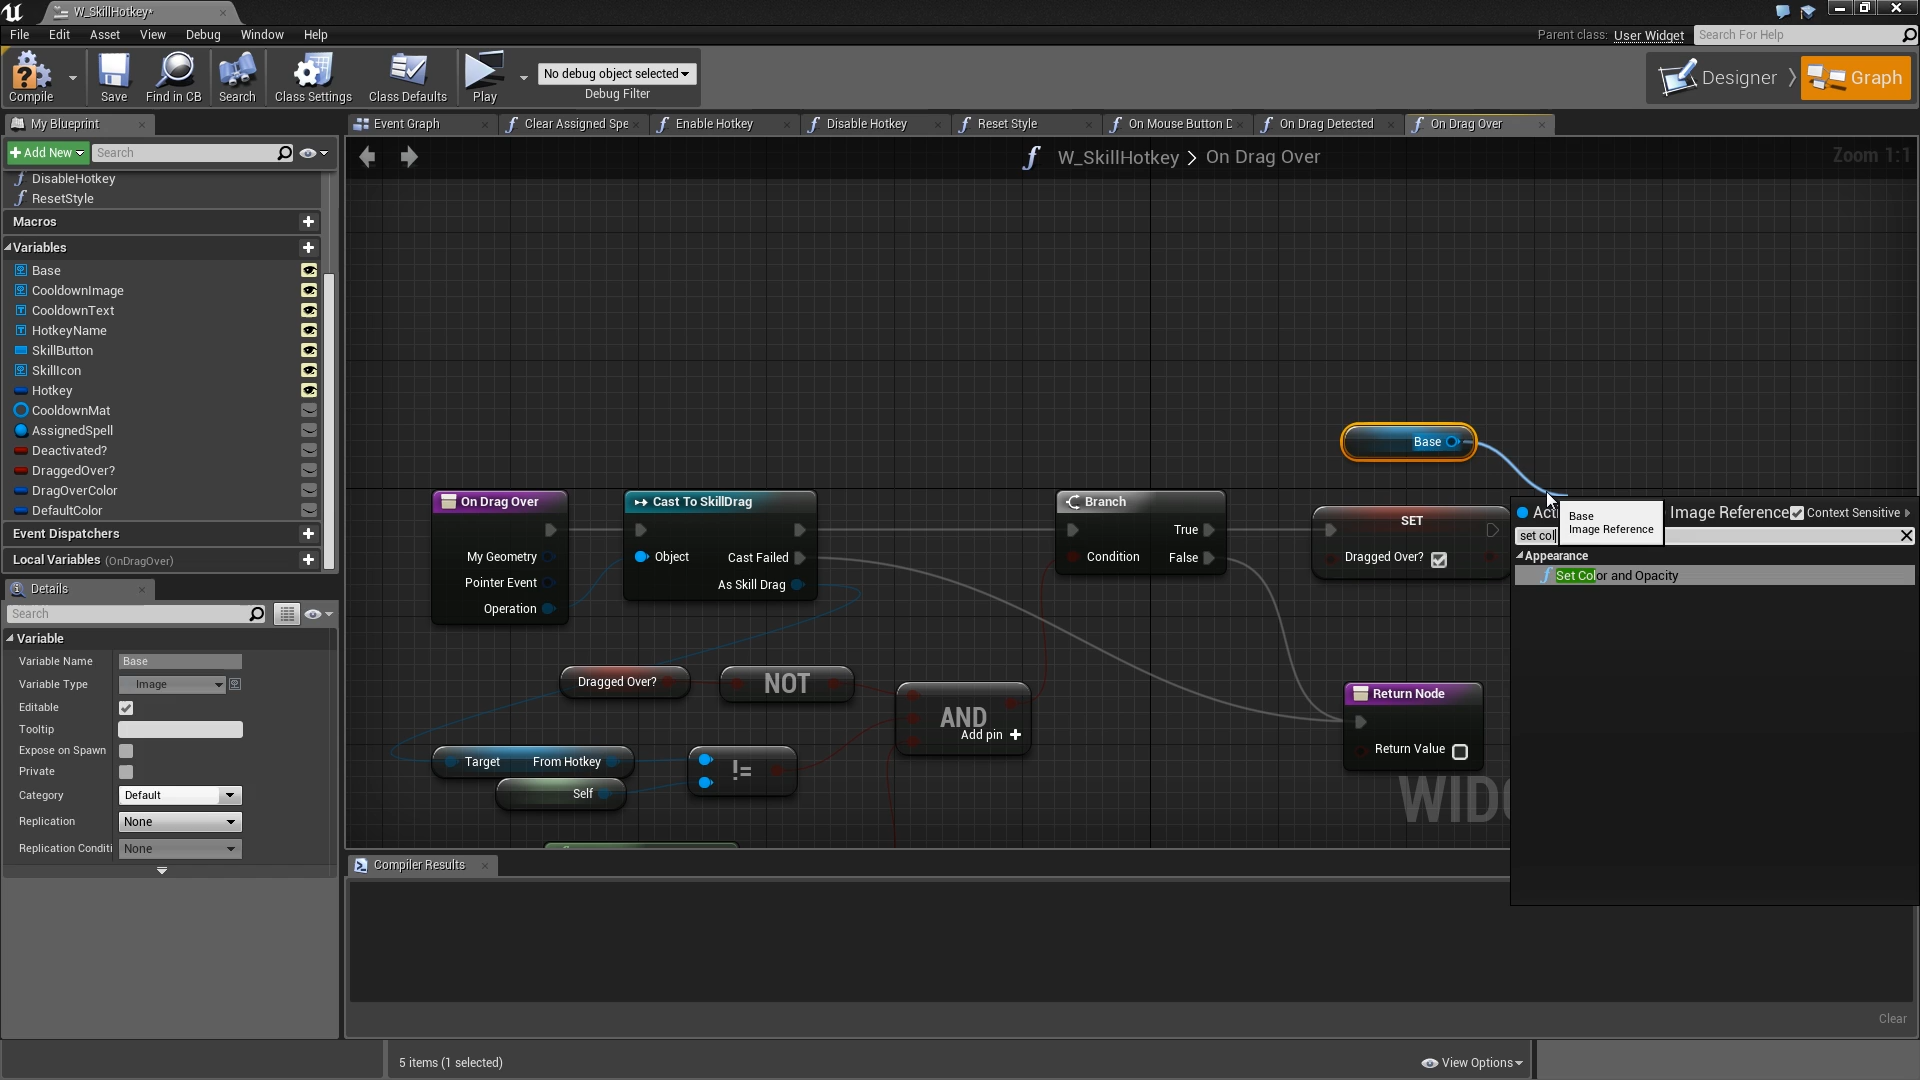 W_SkillHotkey*
File Edit Asset View Debug Window Help
Parent class: User Widget Search For Help
Compile Save Find in CB Search Class Settings Class Defaults Play
No debug object selected
Debug Filter
Designer Graph
My Blueprint
Event Graph Clear Assigned Spe Enable Hotkey Disable Hotkey Reset Style On Mouse Button D On Drag Detected On Drag Over
Add New Search
W_SkillHotkey > On Drag Over
Zoom 1:1
DisableHotkey
ResetStyle
Macros
Variables
Base
CooldownImage
CooldownText
HotkeyName
SkillButton
SkillIcon
Hotkey
CooldownMat
AssignedSpell
Deactivated?
DraggedOver?
DragOverColor
DefaultColor
Event Dispatchers
Local Variables (OnDragOver)
Details
Search
Variable
Variable Name Base
Variable Type Image
Editable
Tooltip
Expose on Spawn
Private
Category Default
Replication None
Replication Conditi None
Base
On Drag Over
My Geometry
Pointer Event
Operation
Cast To SkillDrag
Object
Cast Failed
As Skill Drag
Branch
True
Condition False
SET
Dragged Over?
Base
Image Reference
Image Reference Context Sensitive
set col
Appearance
Set Color and Opacity
Dragged Over?
NOT
AND
Add pin +
Target From Hotkey
Self
!=
Return Node
Return Value
Compiler Results
Clear
5 items (1 selected)
View Options